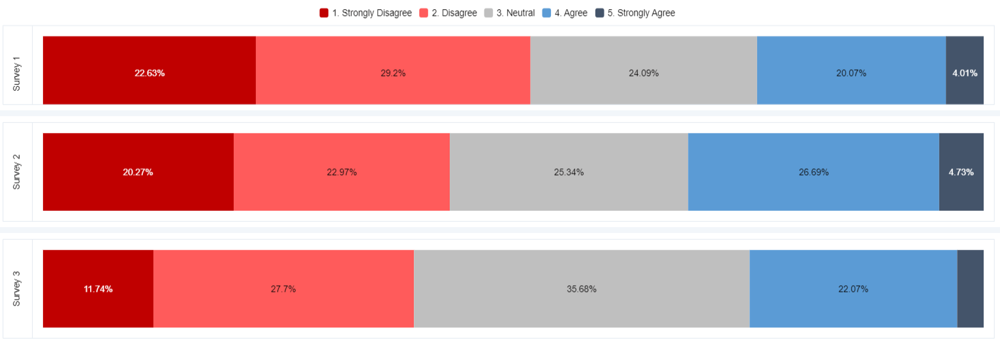 1. Strongly Disagree 2. Disagree 3. Neutral 4. Agree 5. Strongly Agree
Survey 1
22.63% 29.2% 24.09% 20.07% 4.01%
Survey 2
20.27% 22.97% 25.34% 26.69% 4.73%
Survey 3
11.74% 27.7% 35.68% 22.07%